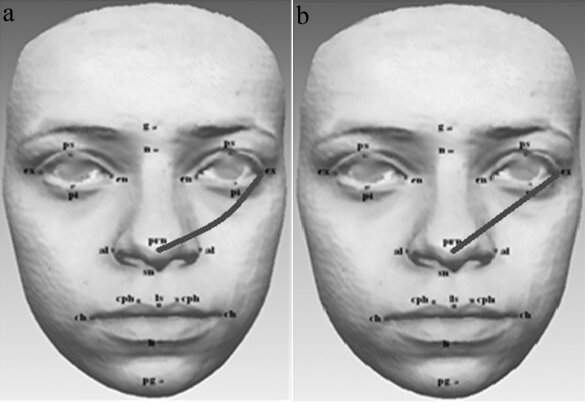 a
g
ps
ps
n
ex
ex
en
en
pi
pi
prn
al
al
sn
cph
ls
cph
ch
ch
li
pg
b
g
ps
ps
n
ex
ex
en
en
pi
pi
prn
al
al
sn
cph
ls
cph
ch
ch
li
pg